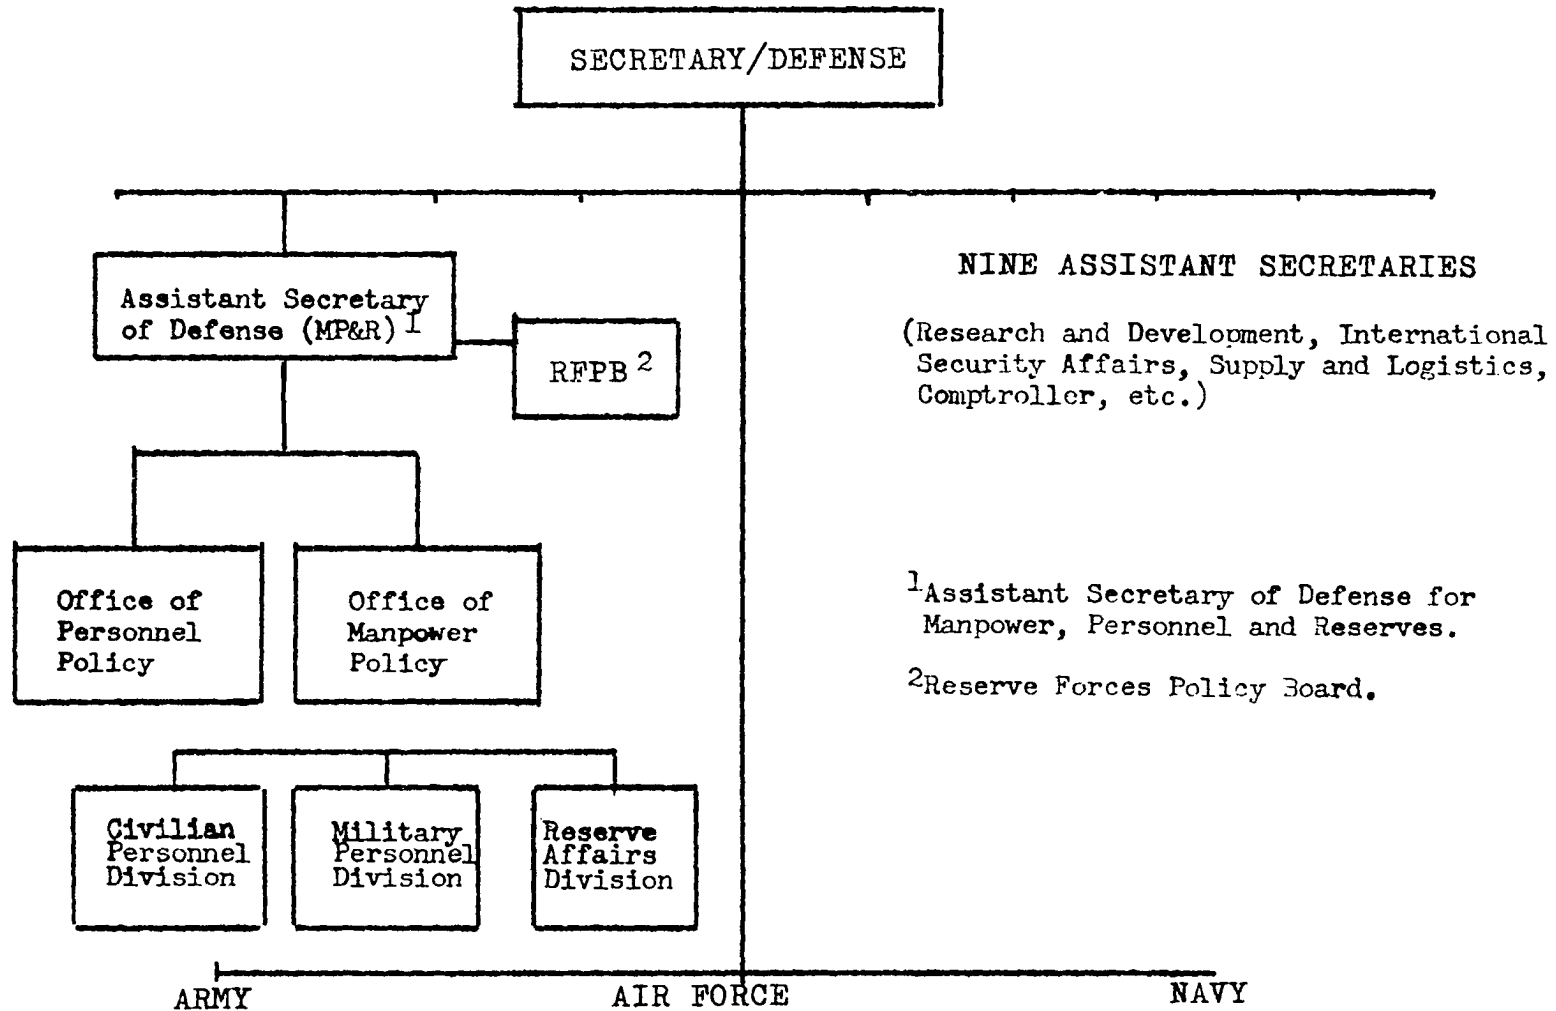 SECRETARY/DEFENSE
NINE ASSISTANT SECRETARIES
Assistant Secretary
of Defense (MP&R) 1
(Research and Development, International
Security Affairs, Supply and Logistics,
Comptroller, etc.)
RFPB 2
Office of
Personnel
Policy
Office of
Manpower
Policy
1Assistant Secretary of Defense for
Manpower, Personnel and Reserves.
2Reserve Forces Policy Board.
Civilian
Personnel
Division
Military
Personnel
Division
Reserve
Affairs
Division
ARMY
AIR FORCE
NAVY